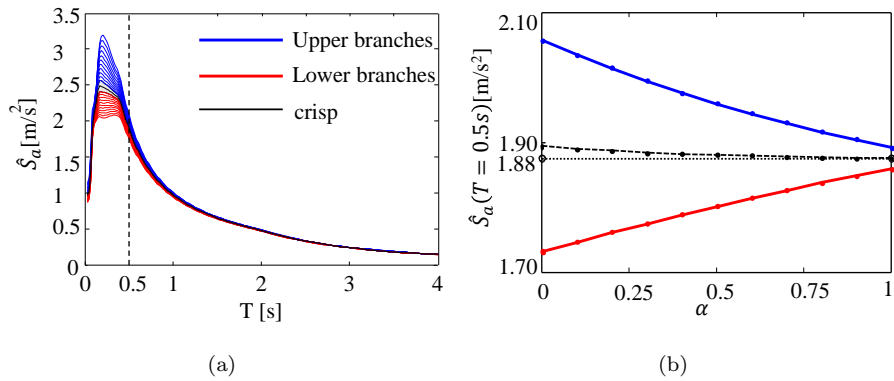 3.5
3
2.5
2
1.5
1
0.5
0
Ŝₐ[m/s²]
Upper branches
Lower branches
crisp
0 0.5 1 2 3 4
T [s]
(a)
2.10
1.90
1.88
1.70
Ŝₐ(T = 0.5s)[m/s²]
0 0.25 0.5 0.75 1
α
(b)